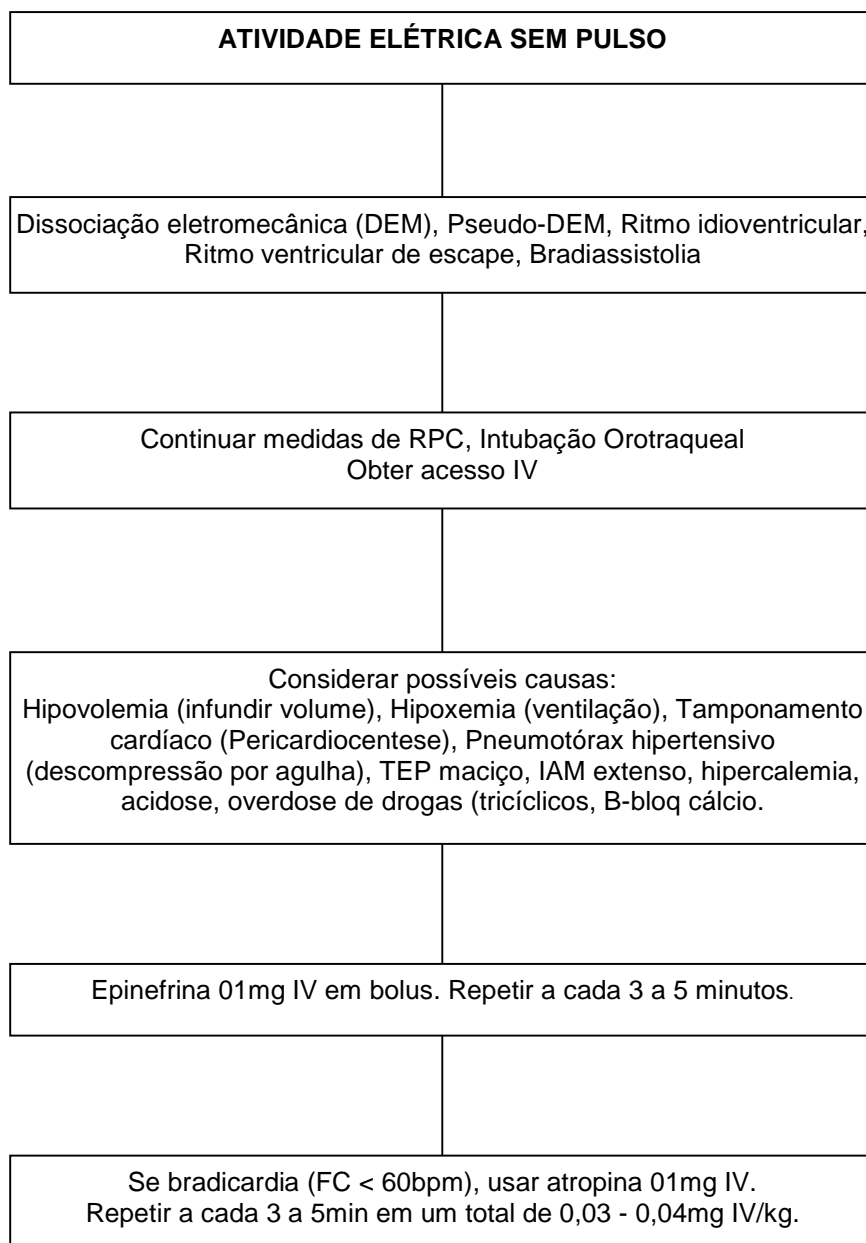 ATIVIDADE ELÉTRICA SEM PULSO
Dissociação eletromecânica (DEM), Pseudo-DEM, Ritmo idioventricular,
Ritmo ventricular de escape, Bradiassistolia
Continuar medidas de RPC, Intubação Orotraqueal
Obter acesso IV
Considerar possíveis causas:
Hipovolemia (infundir volume), Hipoxemia (ventilação), Tamponamento
cardíaco (Pericardiocentese), Pneumotórax hipertensivo
(descompressão por agulha), TEP maciço, IAM extenso, hipercalemia,
acidose, overdose de drogas (tricíclicos, B-bloq cálcio.
Epinefrina 01mg IV em bolus. Repetir a cada 3 a 5 minutos.
Se bradicardia (FC < 60bpm), usar atropina 01mg IV.
Repetir a cada 3 a 5min em um total de 0,03 - 0,04mg IV/kg.